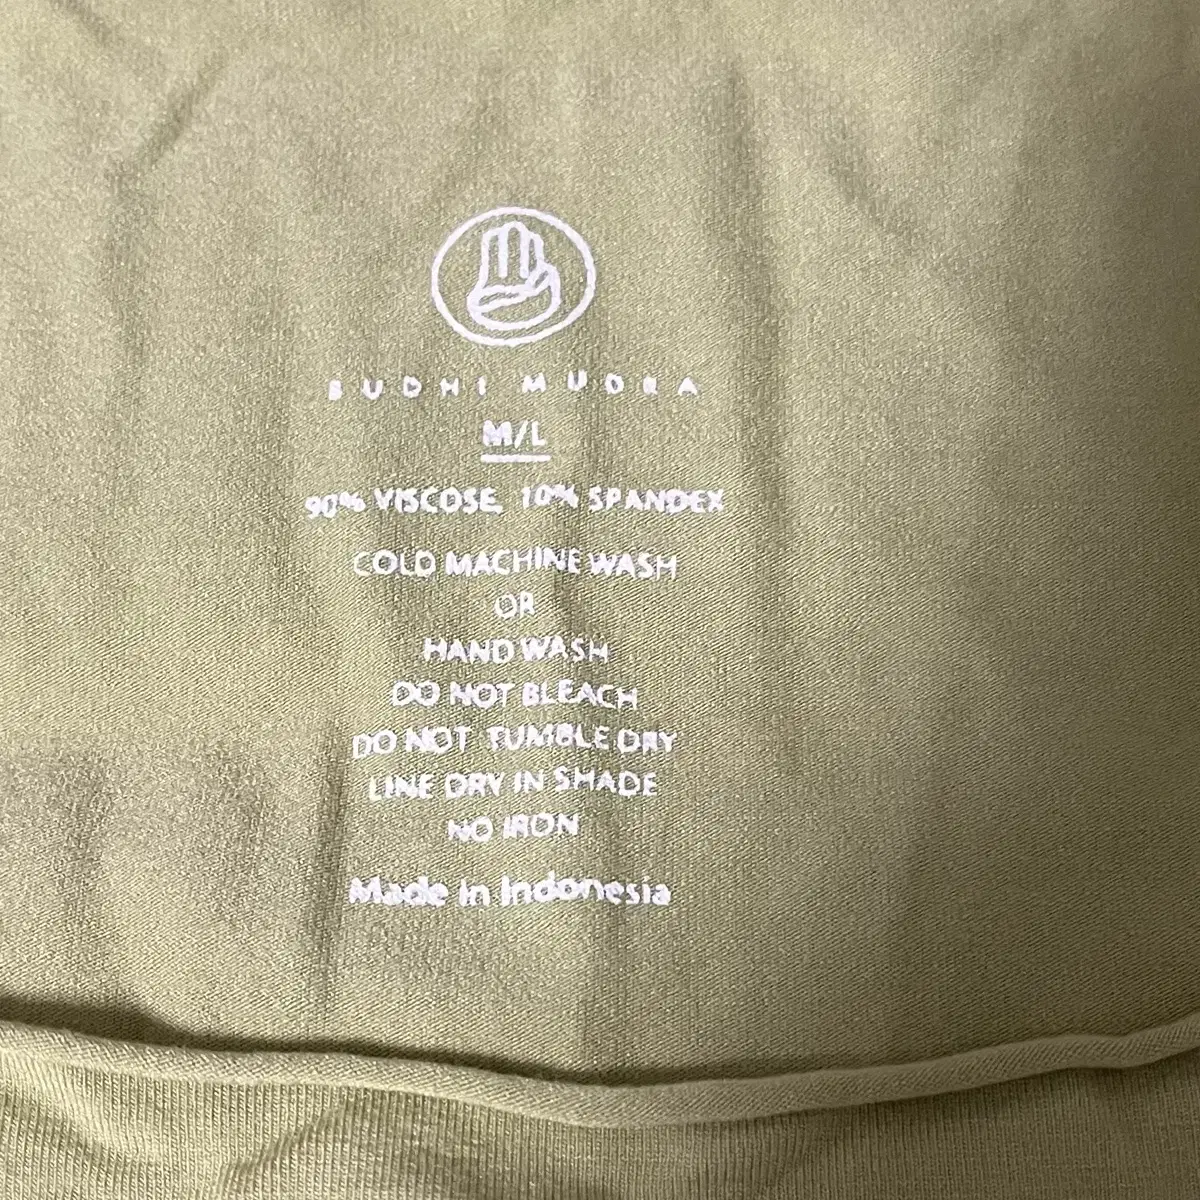 BUDHI MUDRA
M/L
90% VISCOSE, 10% SPANDEX
COLD MACHINE WASH
OR
HAND WASH
DO NOT BLEACH
DO NOT TUMBLE DRY
LINE DRY IN SHADE
NO IRON
Made in Indonesia